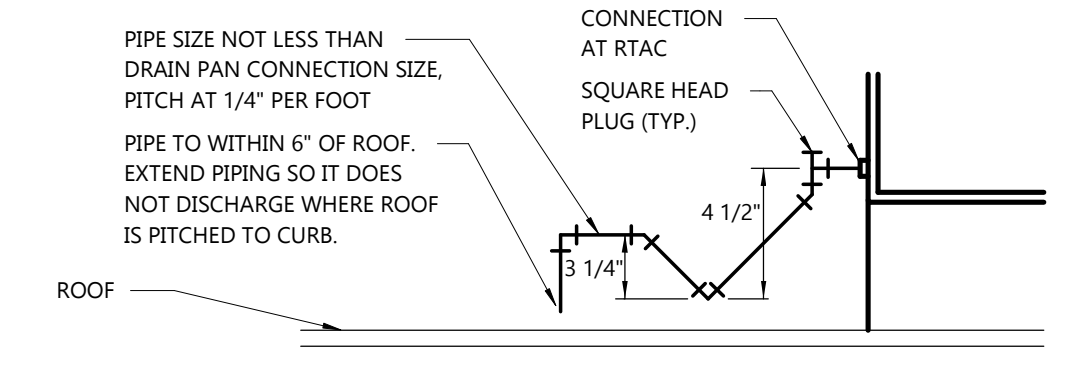 PIPE SIZE NOT LESS THAN
DRAIN PAN CONNECTION SIZE,
PITCH AT 1/4" PER FOOT
PIPE TO WITHIN 6" OF ROOF.
EXTEND PIPING SO IT DOES
NOT DISCHARGE WHERE ROOF
IS PITCHED TO CURB.
ROOF
CONNECTION
AT RTAC
SQUARE HEAD
PLUG (TYP.)
4 1/2"
3 1/4"